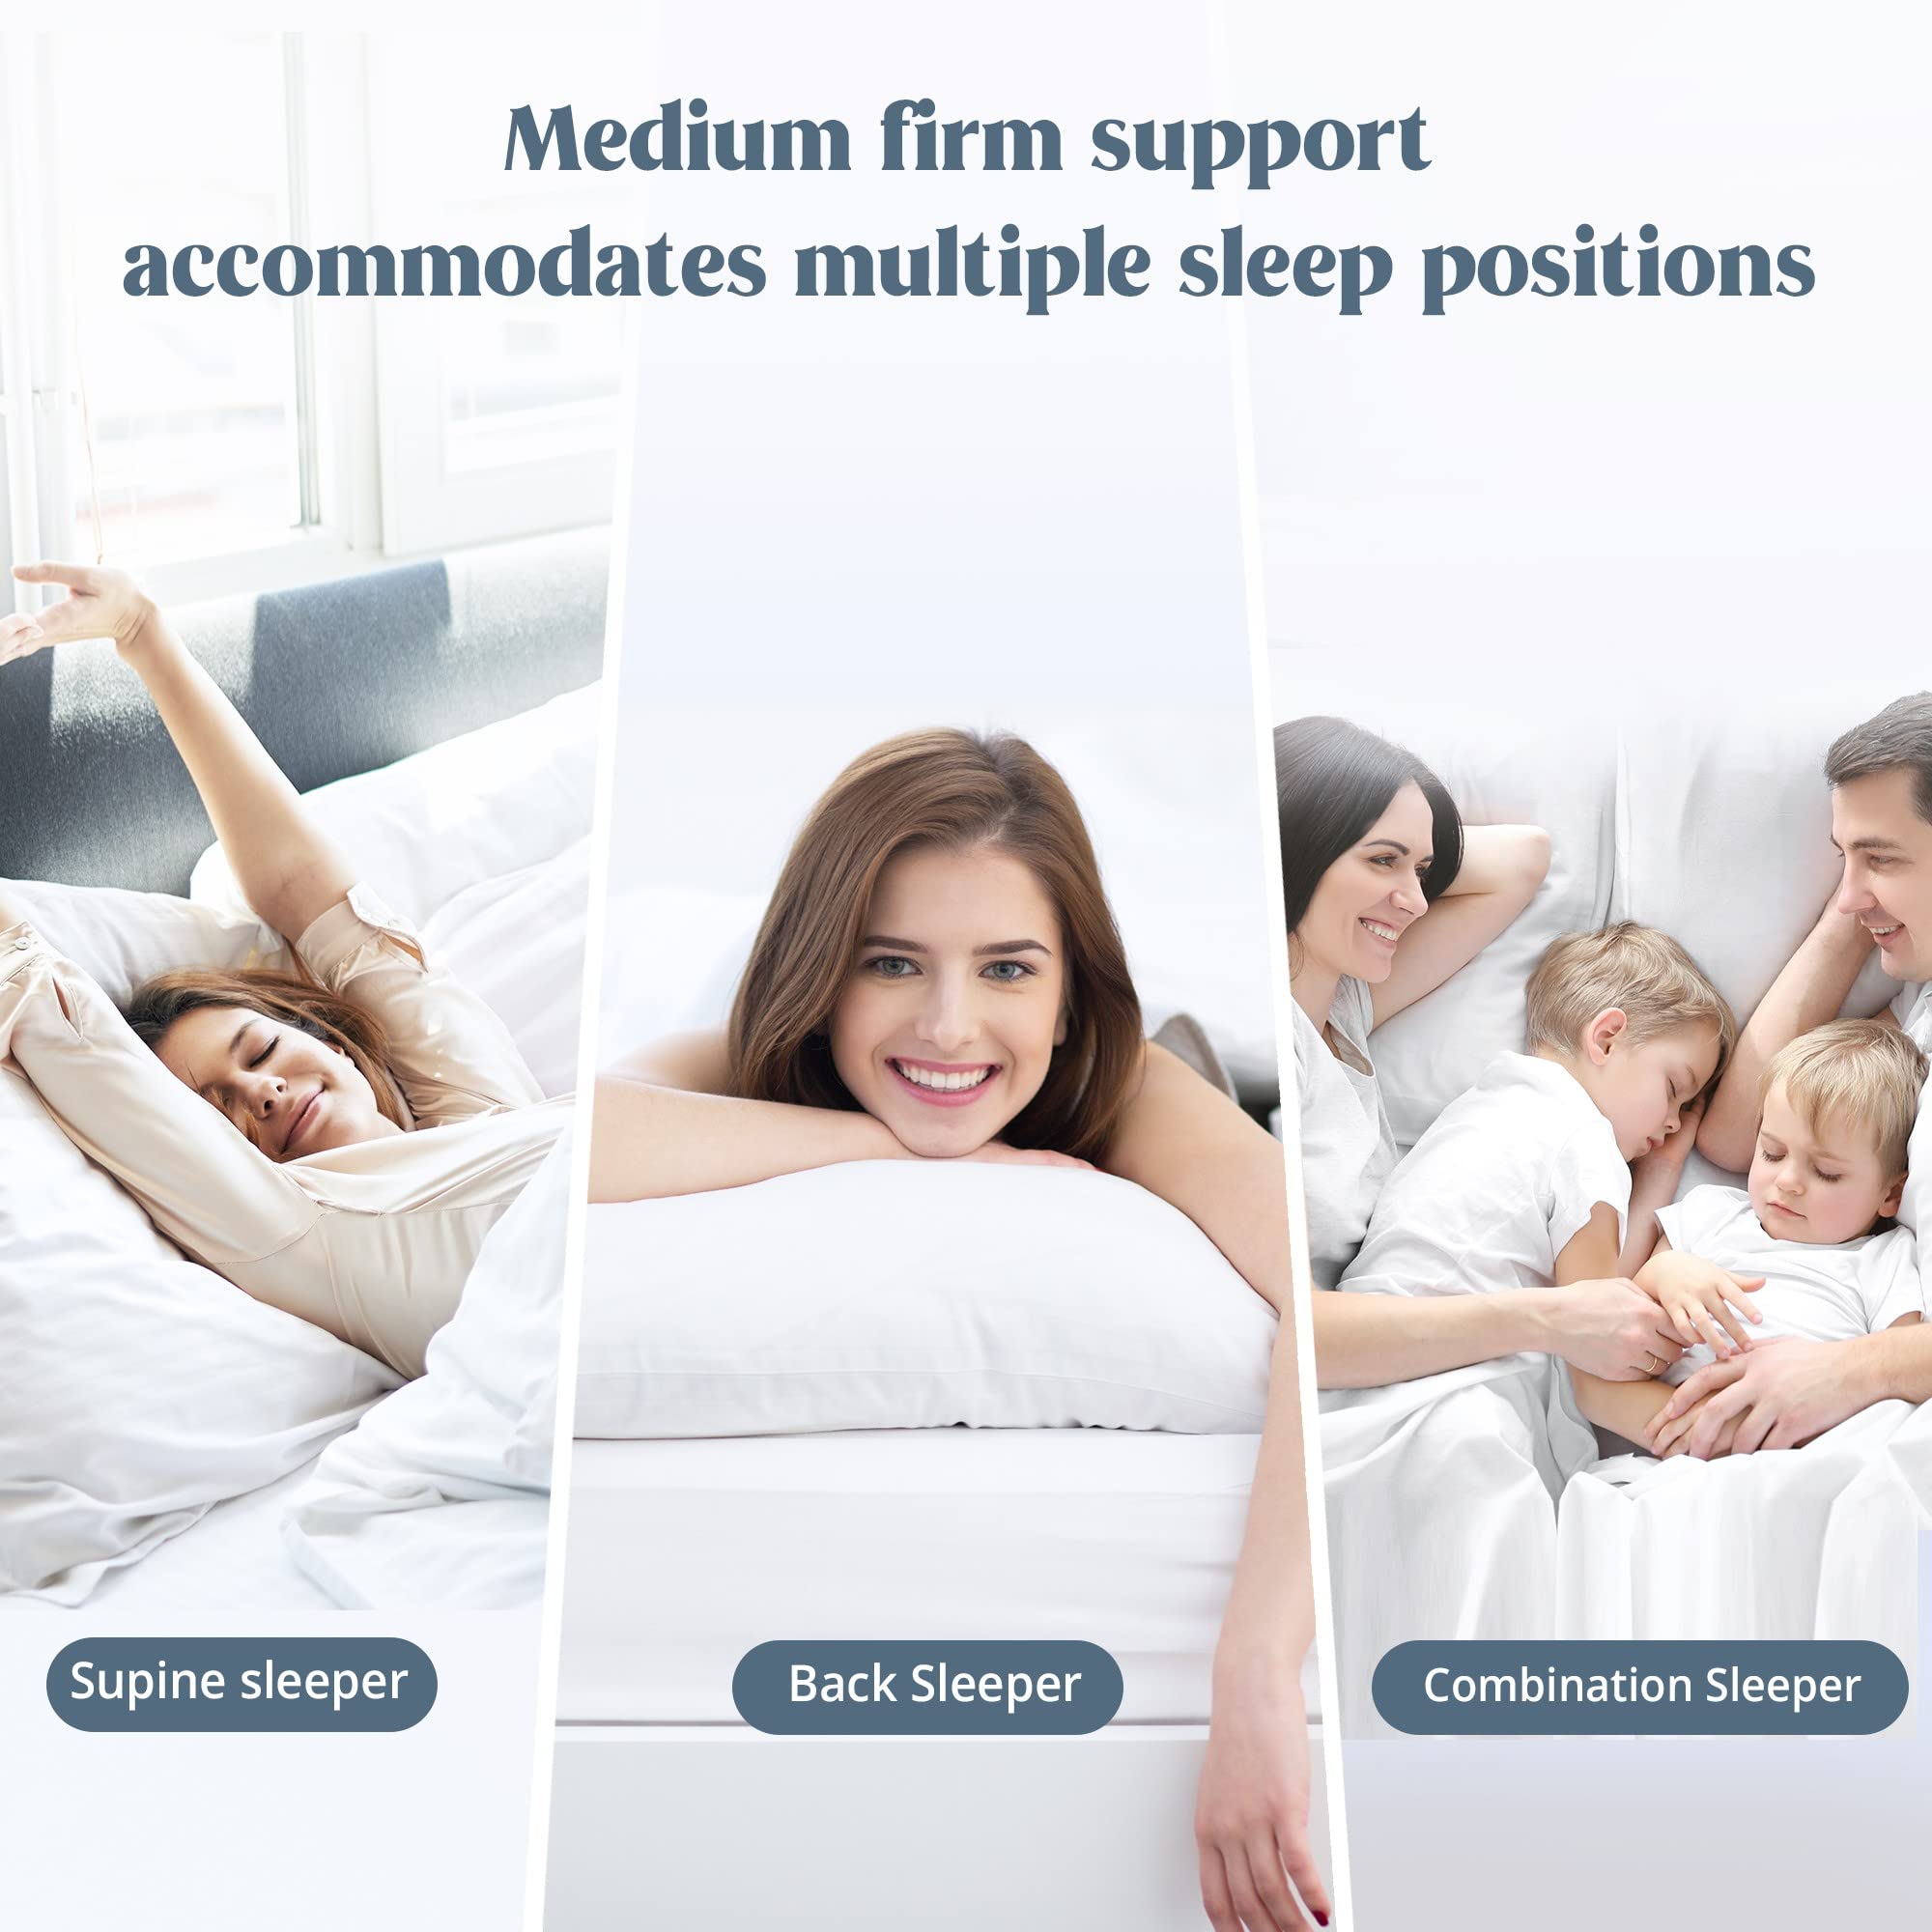 Medium firm support
accommodates multiple sleep positions
Supine sleeper
Back Sleeper
Combination Sleeper